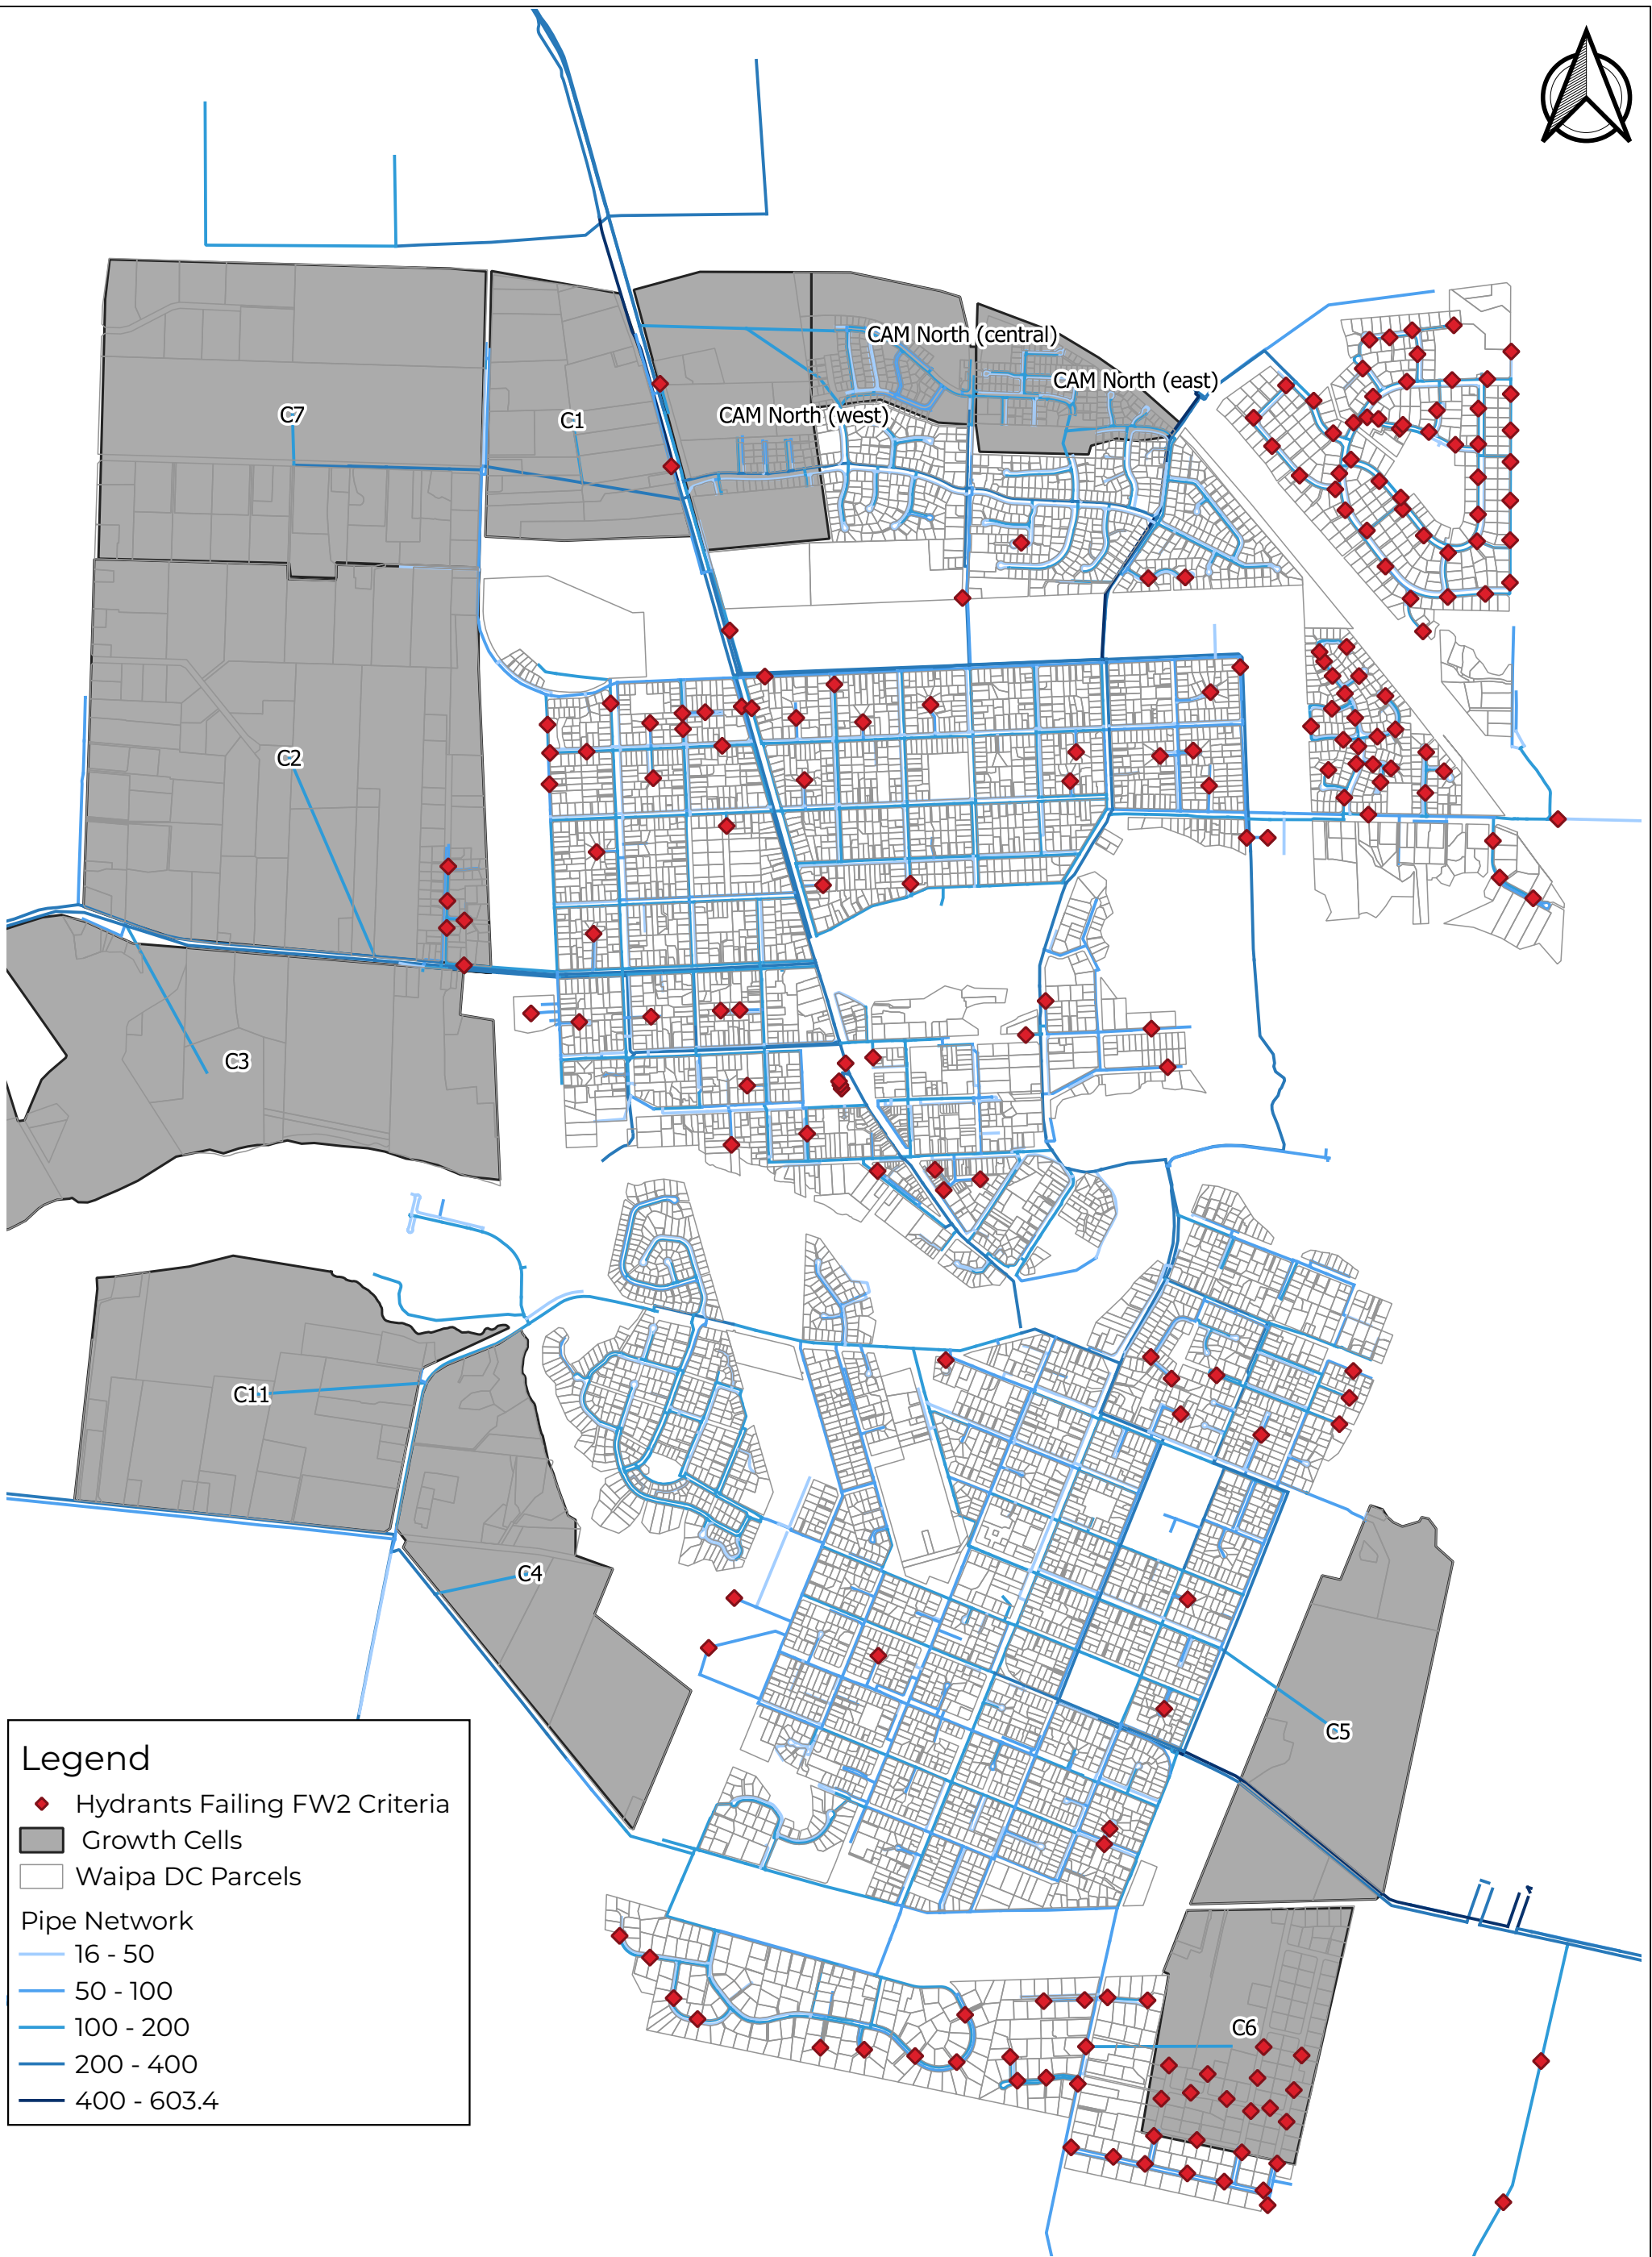 CAM North (central)
CAM North (east)
C7
C1
CAM North (west)
C2
C3
C11
C4
C5
C6
Legend
Hydrants Failing FW2 Criteria
Growth Cells
Waipa DC Parcels
Pipe Network
16 - 50
50 - 100
100 - 200
200 - 400
400 - 603.4